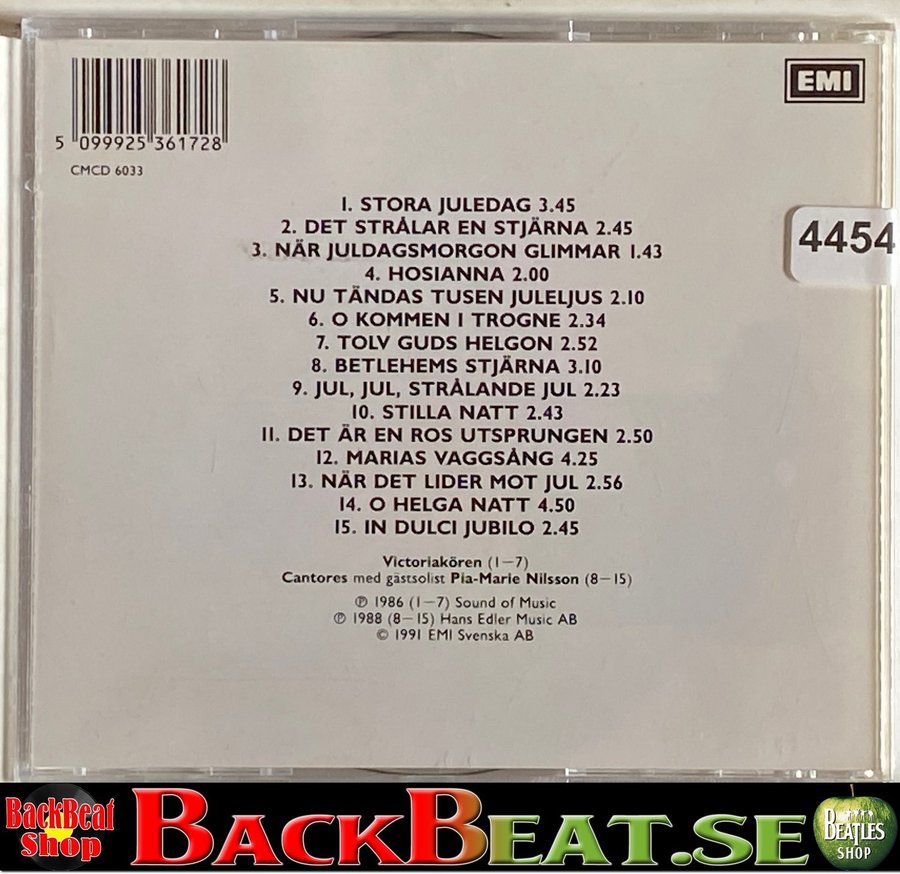 EMI
5 099925 361728
CMCD 6033
4454
1. STORA JULEDAG 3.45
2. DET STRÅLAR EN STJÄRNA 2.45
3. NÄR JULDAGSMORGON GLIMMAR 1.43
4. HOSIANNA 2.00
5. NU TÄNDAS TUSEN JULELJUS 2.10
6. O KOMMEN I TROGNE 2.34
7. TOLV GUDS HELGON 2.52
8. BETLEHEMS STJÄRNA 3.10
9. JUL, JUL, STRÅLANDE JUL 2.23
10. STILLA NATT 2.43
11. DET ÄR EN ROS UTSPRUNGEN 2.50
12. MARIAS VAGGSÅNG 4.25
13. NÄR DET LIDER MOT JUL 2.56
14. O HELGA NATT 4.50
15. IN DULCI JUBILO 2.45
Victoriakören (1–7)
Cantores med gästsolist Pia-Marie Nilsson (8–15)
℗ 1986 (1–7) Sound of Music
℗ 1988 (8–15) Hans Edler Music AB
© 1991 EMI Svenska AB
BackBeat
Shop
BACKBEAT.SE
BEATLES
SHOP